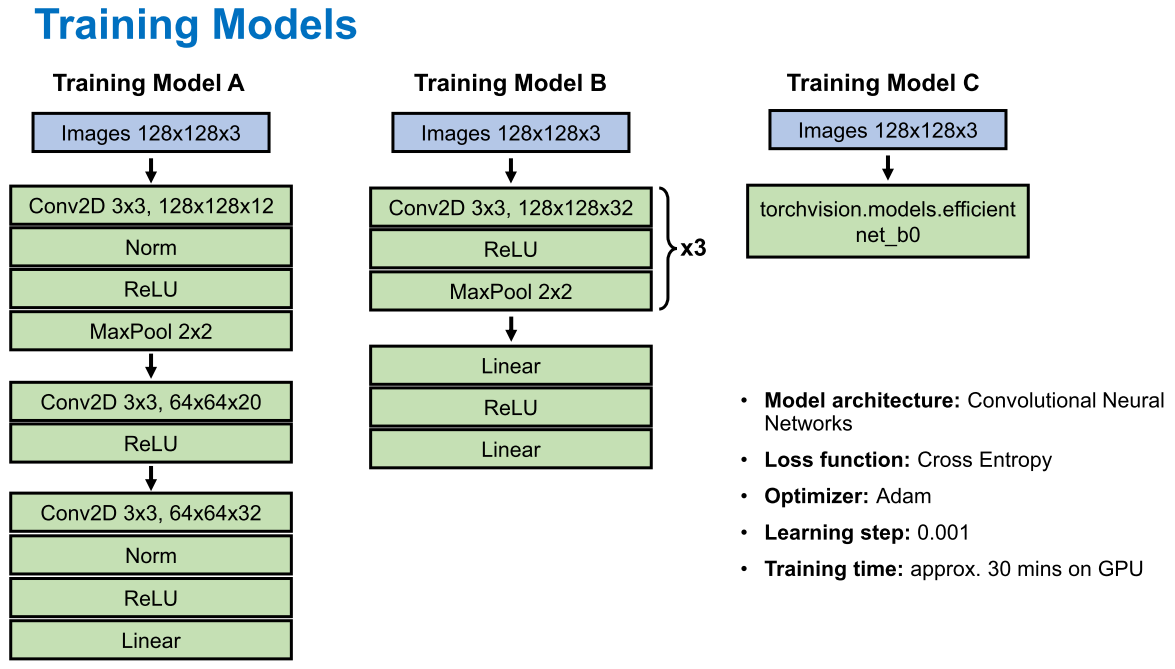 Training Models
Training Model A
Images 128x128x3
Conv2D 3x3, 128x128x12
Norm
ReLU
MaxPool 2x2
Conv2D 3x3, 64x64x20
ReLU
Conv2D 3x3, 64x64x32
Norm
ReLU
Linear
Training Model B
Images 128x128x3
Conv2D 3x3, 128x128x32
ReLU
MaxPool 2x2
x3
Linear
ReLU
Linear
Training Model C
Images 128x128x3
torchvision.models.efficient
net_b0
• Model architecture: Convolutional Neural
Networks
• Loss function: Cross Entropy
• Optimizer: Adam
• Learning step: 0.001
• Training time: approx. 30 mins on GPU